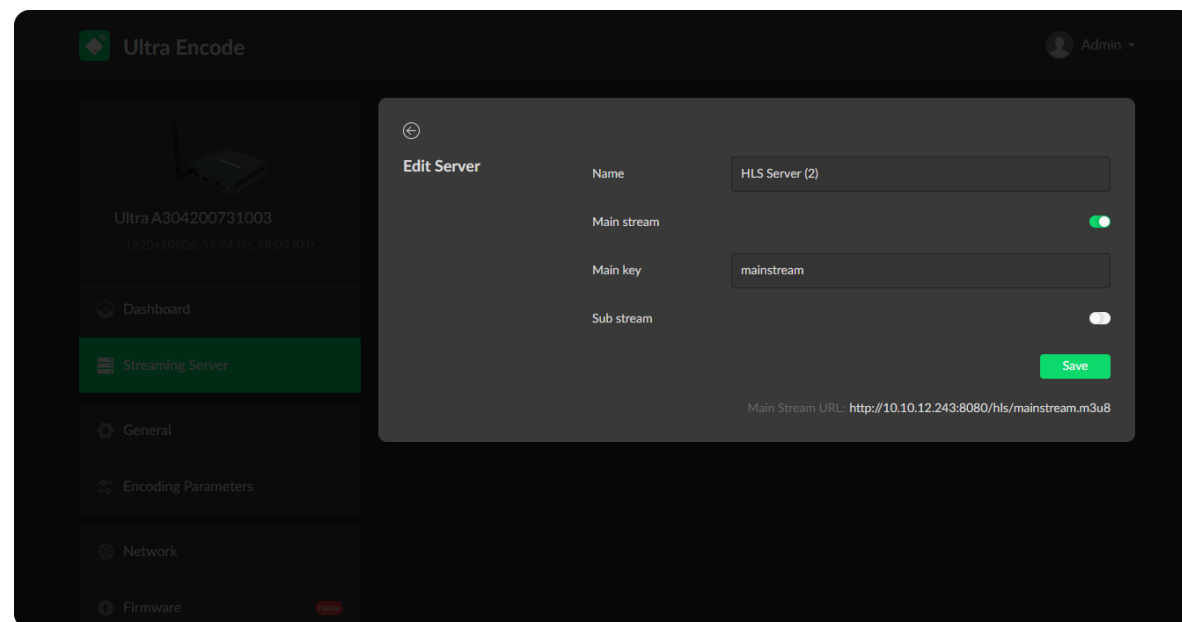 Ultra Encode
Admin
Ultra A304200731003
1920×1080p, 59.94 Hz, 48.00 KHz
Dashboard
Streaming Server
General
Encoding Parameters
Network
Firmware
New
Edit Server
Name
HLS Server (2)
Main stream
Main key
mainstream
Sub stream
Save
Main Stream URL: http://10.10.12.243:8080/hls/mainstream.m3u8